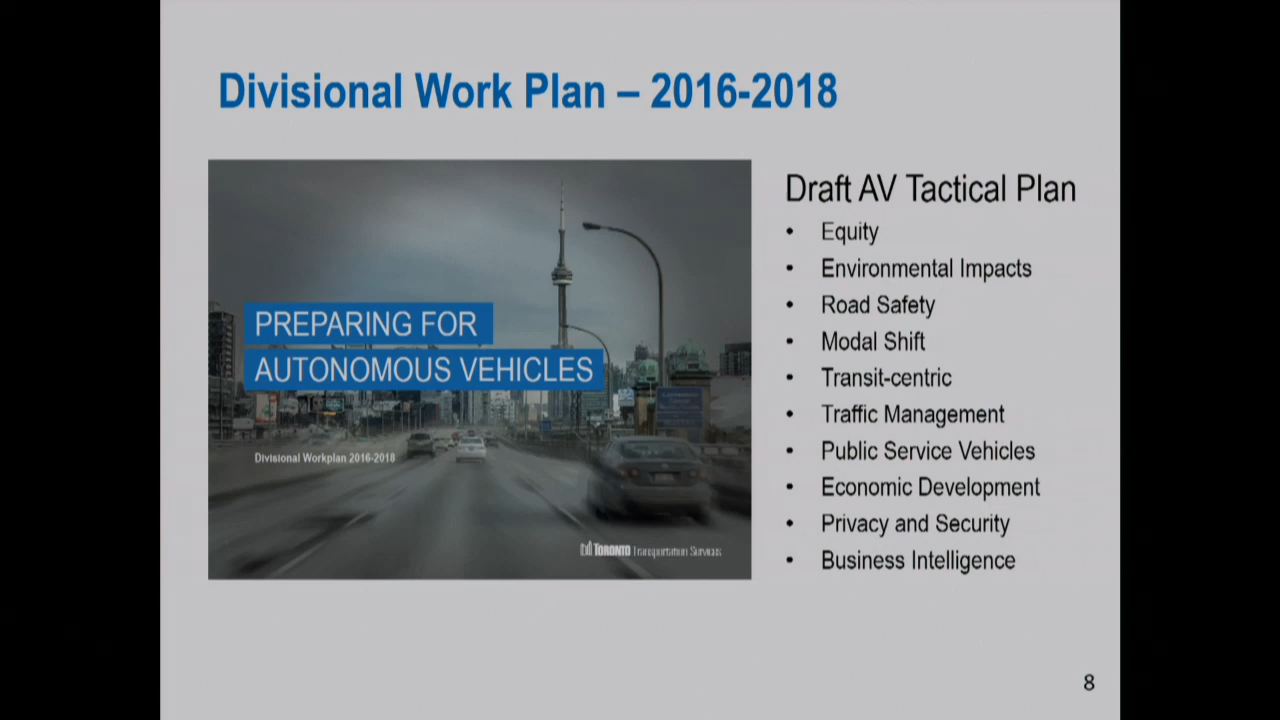 Divisional Work Plan – 2016-2018
PREPARING FOR
AUTONOMOUS VEHICLES
Divisional Workplan 2016-2018
TORONTO Transportation Services
Draft AV Tactical Plan
• Equity
• Environmental Impacts
• Road Safety
• Modal Shift
• Transit-centric
• Traffic Management
• Public Service Vehicles
• Economic Development
• Privacy and Security
• Business Intelligence
8